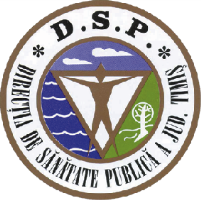 D.S.P.
* DIRECȚIA DE SĂNĂTATE PUBLICĂ A JUD. TIMIȘ *